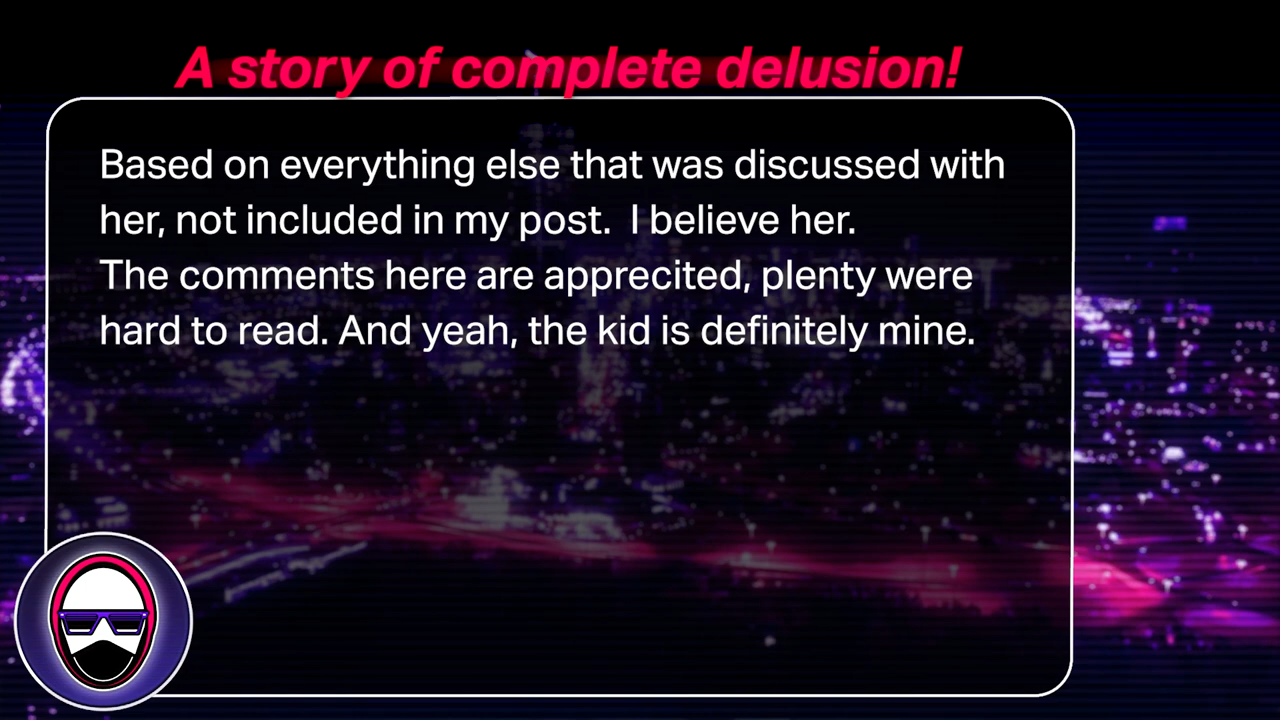 A story of complete delusion!
Based on everything else that was discussed with
her, not included in my post.  I believe her.
The comments here are apprecited, plenty were
hard to read. And yeah, the kid is definitely mine.